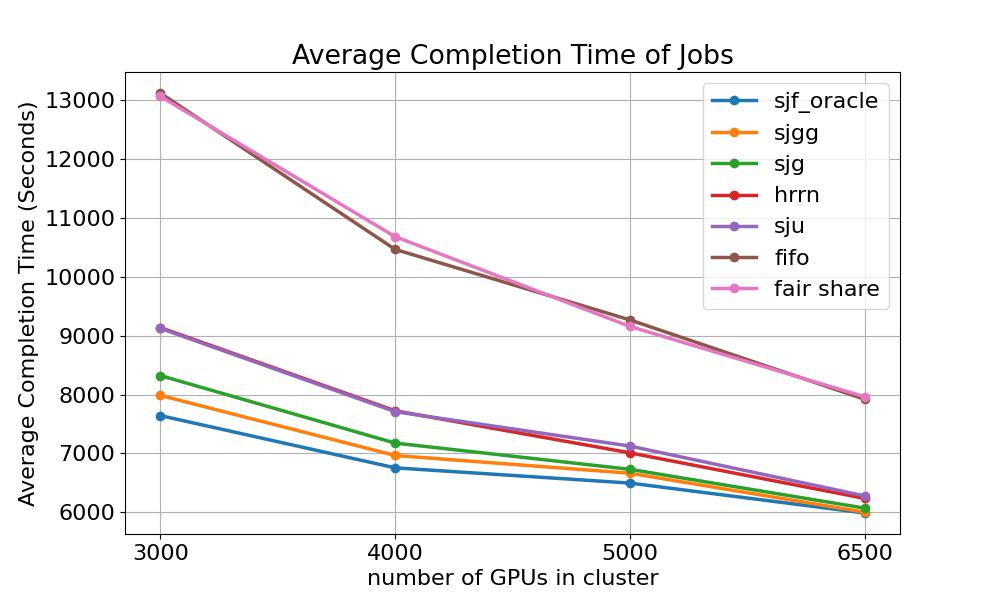 Average Completion Time of Jobs
Average Completion Time (Seconds)
13000
12000
11000
10000
9000
8000
7000
6000
sjf_oracle
sjgg
sjg
hrrn
sju
fifo
fair share
3000 4000 5000 6500
number of GPUs in cluster